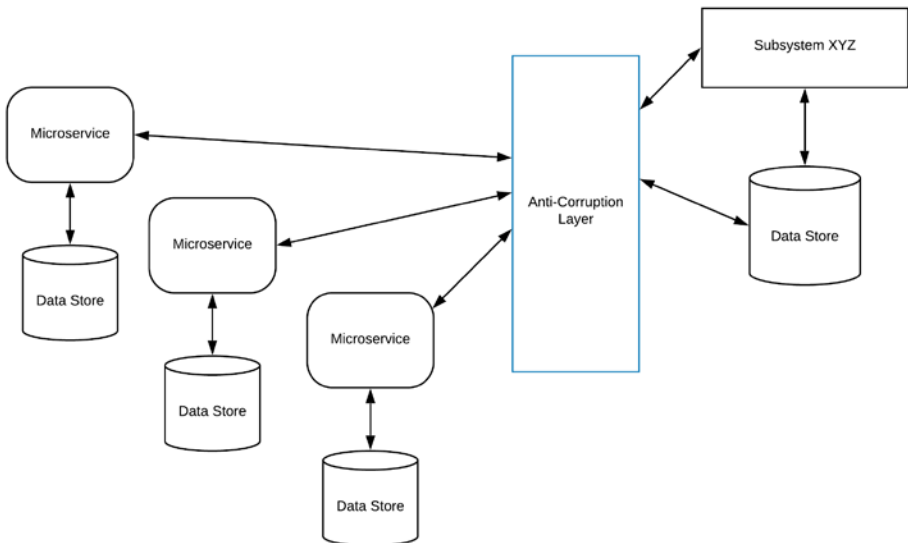 Subsystem XYZ
Microservice
Anti-Corruption
Layer
Data Store
Microservice
Data Store
Data Store
Microservice
Data Store